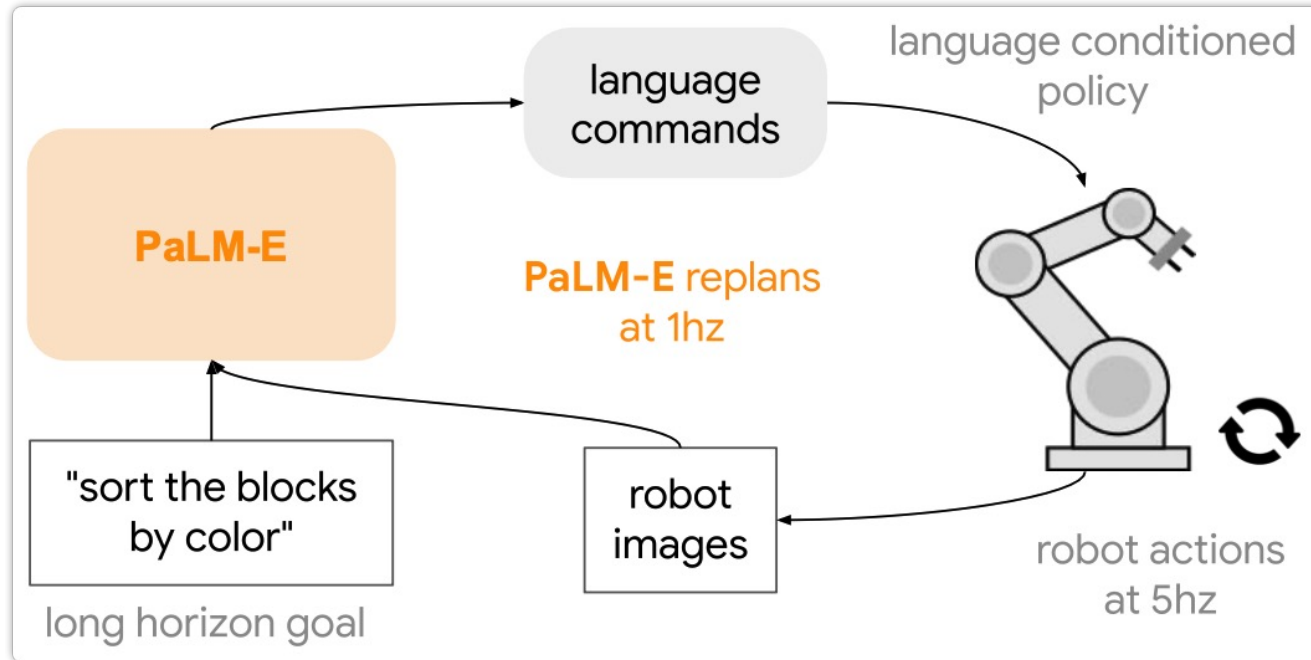 language conditioned
policy
language
commands
PaLM-E
PaLM-E replans
at 1hz
"sort the blocks
by color"
long horizon goal
robot
images
robot actions
at 5hz